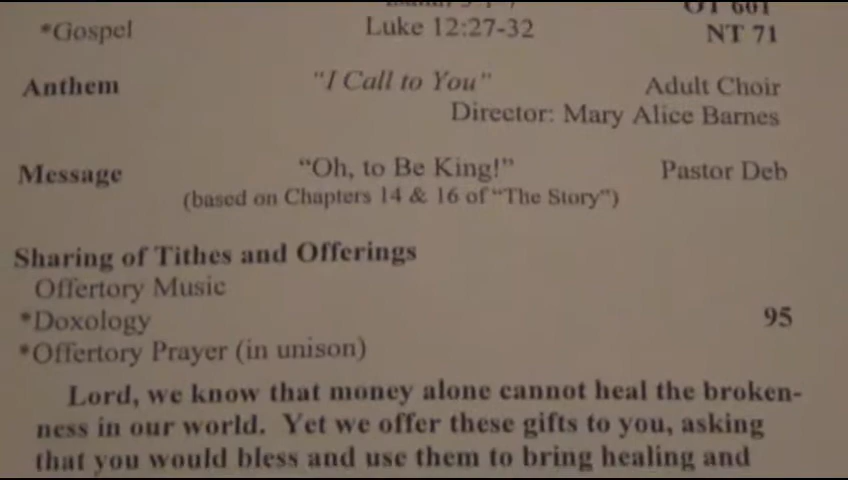 OT 601
*Gospel Luke 12:27-32 NT 71
Anthem "I Call to You" Adult Choir
Director: Mary Alice Barnes
Message "Oh, to Be King!" Pastor Deb
(based on Chapters 14 & 16 of "The Story")
Sharing of Tithes and Offerings
Offertory Music
*Doxology 95
*Offertory Prayer (in unison)
Lord, we know that money alone cannot heal the broken-
ness in our world. Yet we offer these gifts to you, asking
that you would bless and use them to bring healing and